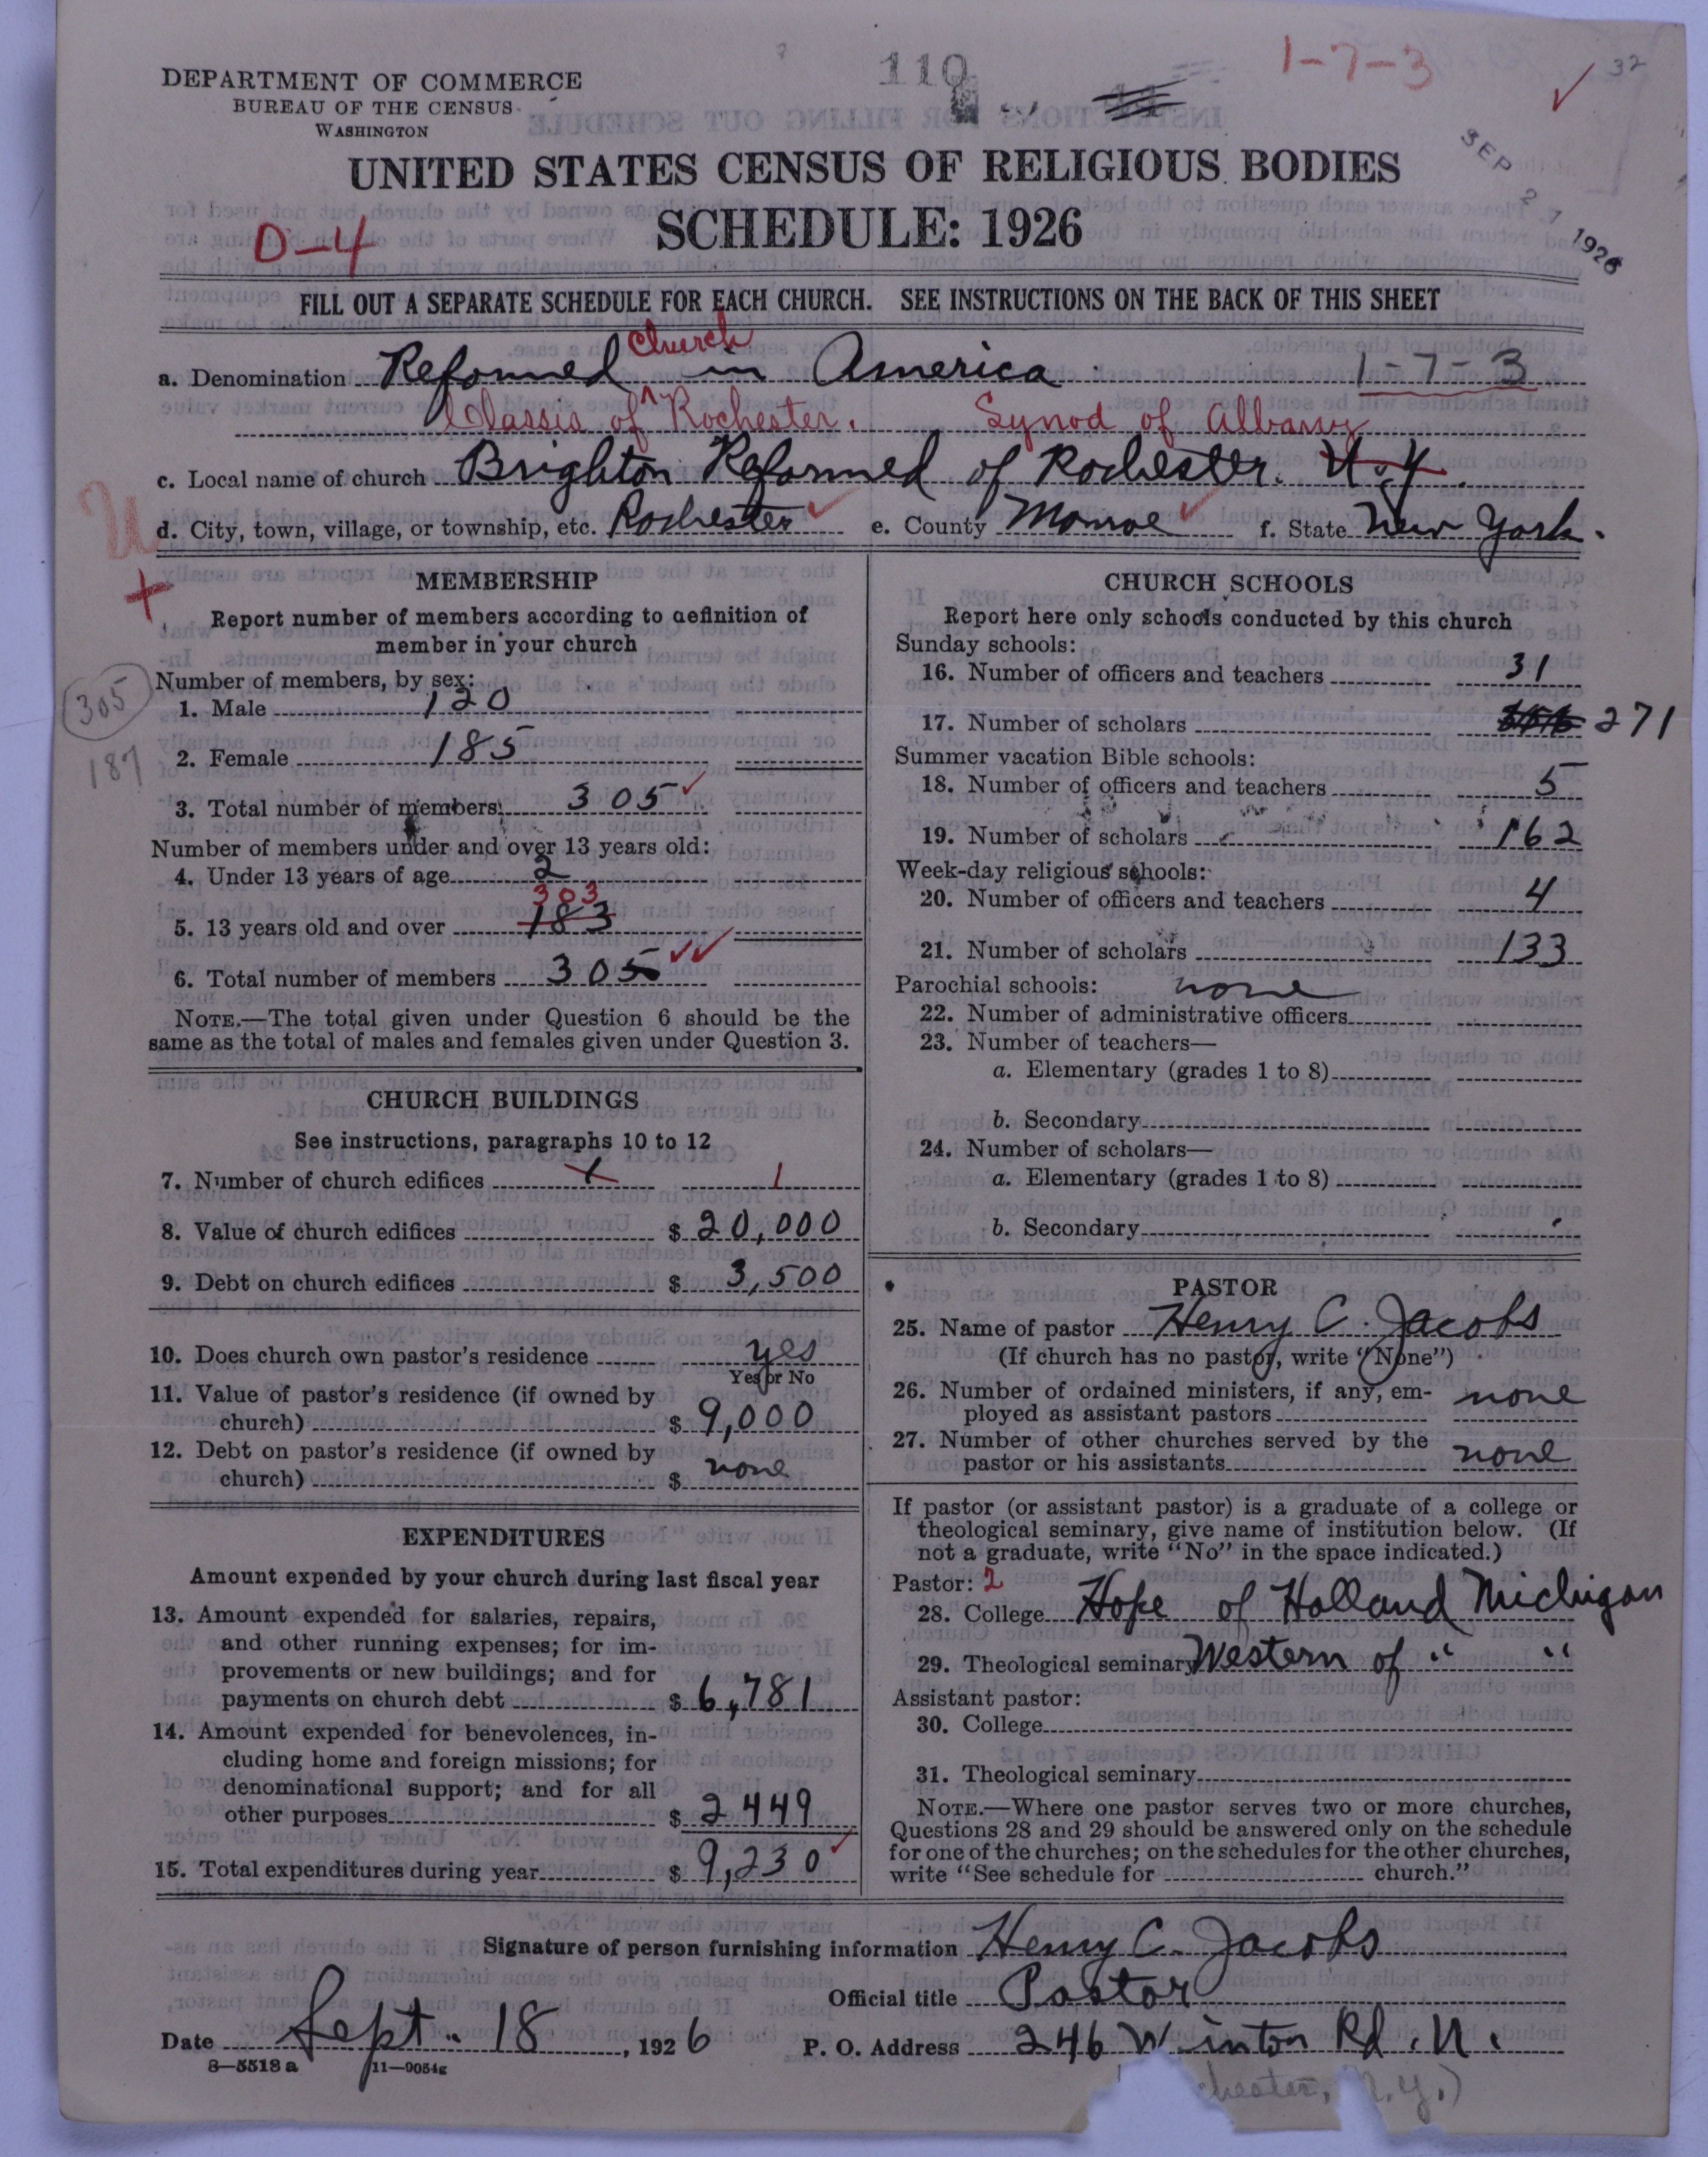 110
1-7-3
32
DEPARTMENT OF COMMERCE
BUREAU OF THE CENSUS
WASHINGTON
SEP 21 1926
UNITED STATES CENSUS OF RELIGIOUS BODIES
SCHEDULE: 1926
0-4
FILL OUT A SEPARATE SCHEDULE FOR EACH CHURCH. SEE INSTRUCTIONS ON THE BACK OF THIS SHEET
a. Denomination Reformed Church in America 1-7-3
Classis of Rochester. Synod of Albany
c. Local name of church Brighton Reformed of Rochester. N.Y.
d. City, town, village, or township, etc. Rochester e. County Monroe f. State New York.
U
MEMBERSHIP
Report number of members according to definition of
member in your church
Number of members, by sex:
305
1. Male 120
187
2. Female 185
3. Total number of members 305
Number of members under and over 13 years old:
4. Under 13 years of age 2
303
5. 13 years old and over 183
6. Total number of members 305
NOTE.—The total given under Question 6 should be the
same as the total of males and females given under Question 3.
CHURCH BUILDINGS
See instructions, paragraphs 10 to 12
7. Number of church edifices 1
8. Value of church edifices $ 20,000
9. Debt on church edifices $ 3,500
10. Does church own pastor's residence yes
Yes or No
11. Value of pastor's residence (if owned by
church) $ 9,000
12. Debt on pastor's residence (if owned by
church) $ none
EXPENDITURES
Amount expended by your church during last fiscal year
13. Amount expended for salaries, repairs,
and other running expenses; for im-
provements or new buildings; and for
payments on church debt $ 6,781
14. Amount expended for benevolences, in-
cluding home and foreign missions; for
denominational support; and for all
other purposes $ 2449
15. Total expenditures during year $ 9,230
CHURCH SCHOOLS
Report here only schools conducted by this church
Sunday schools:
16. Number of officers and teachers 31
17. Number of scholars 271
Summer vacation Bible schools:
18. Number of officers and teachers 5
19. Number of scholars 162
Week-day religious schools:
20. Number of officers and teachers 4
21. Number of scholars 133
Parochial schools: none
22. Number of administrative officers
23. Number of teachers—
a. Elementary (grades 1 to 8)
b. Secondary
24. Number of scholars—
a. Elementary (grades 1 to 8)
b. Secondary
PASTOR
25. Name of pastor Henry C. Jacobs
(If church has no pastor, write "None")
26. Number of ordained ministers, if any, em-
ployed as assistant pastors none
27. Number of other churches served by the
pastor or his assistants none
If pastor (or assistant pastor) is a graduate of a college or
theological seminary, give name of institution below. (If
not a graduate, write "No" in the space indicated.)
Pastor: 2
28. College Hope of Holland Michigan
29. Theological seminary Western of " "
Assistant pastor:
30. College
31. Theological seminary
NOTE.—Where one pastor serves two or more churches,
Questions 28 and 29 should be answered only on the schedule
for one of the churches; on the schedules for the other churches,
write "See schedule for church."
Signature of person furnishing information Henry C. Jacobs
Official title Pastor
Date Sept. 18, 1926 P. O. Address 246 Winton Rd. N.
8—5518 a 11—9054g
chester, N.Y.)